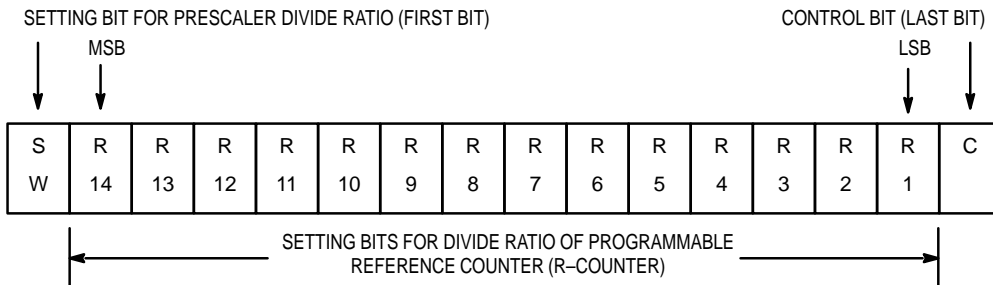 SETTING BIT FOR PRESCALER DIVIDE RATIO (FIRST BIT)
CONTROL BIT (LAST BIT)
MSB
LSB
S R R R R R R R R R R R R R R C
W 14 13 12 11 10 9 8 7 6 5 4 3 2 1
SETTING BITS FOR DIVIDE RATIO OF PROGRAMMABLE
REFERENCE COUNTER (R–COUNTER)